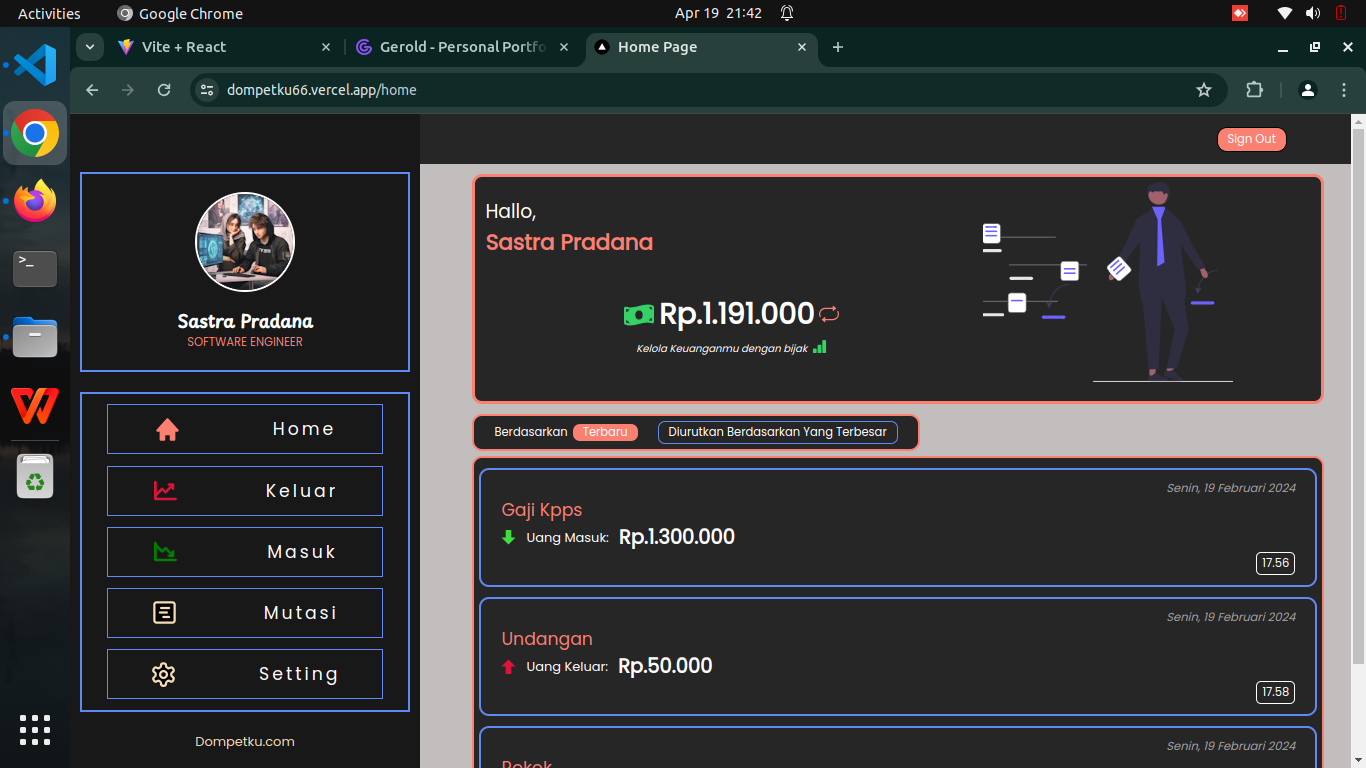 Activities
Google Chrome
Apr 19 21:42
Vite + React
Gerold - Personal Portfo
Home Page
dompetku66.vercel.app/home
Sign Out
Sastra Pradana
SOFTWARE ENGINEER
Home
Keluar
Masuk
Mutasi
Setting
Dompetku.com
Hallo,
Sastra Pradana
Rp.1.191.000
Kelola Keuanganmu dengan bijak
Berdasarkan Terbaru Diurutkan Berdasarkan Yang Terbesar
Senin, 19 Februari 2024
Gaji Kpps
Uang Masuk: Rp.1.300.000
17.56
Senin, 19 Februari 2024
Undangan
Uang Keluar: Rp.50.000
17.58
Senin, 19 Februari 2024